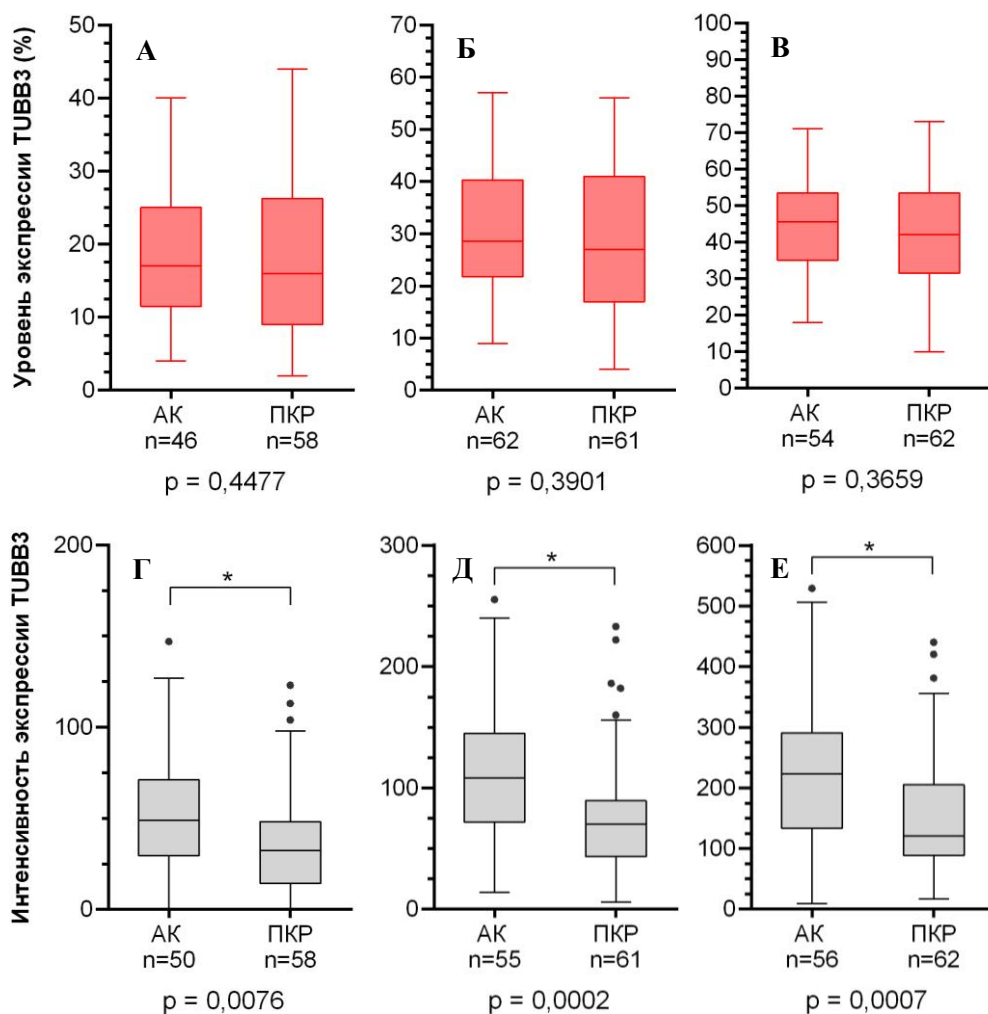 Уровень экспрессии TUBB3 (%)
А
50
40
30
20
10
0
АК ПКР
n=46 n=58
p = 0,4477
Б
70
60
50
40
30
20
10
0
АК ПКР
n=62 n=61
p = 0,3901
В
100
90
80
70
60
50
40
30
20
10
0
АК ПКР
n=54 n=62
p = 0,3659
Интенсивность экспрессии TUBB3
Г
*
200
100
0
АК ПКР
n=50 n=58
p = 0,0076
Д
*
300
200
100
0
АК ПКР
n=55 n=61
p = 0,0002
Е
*
600
500
400
300
200
100
0
АК ПКР
n=56 n=62
p = 0,0007